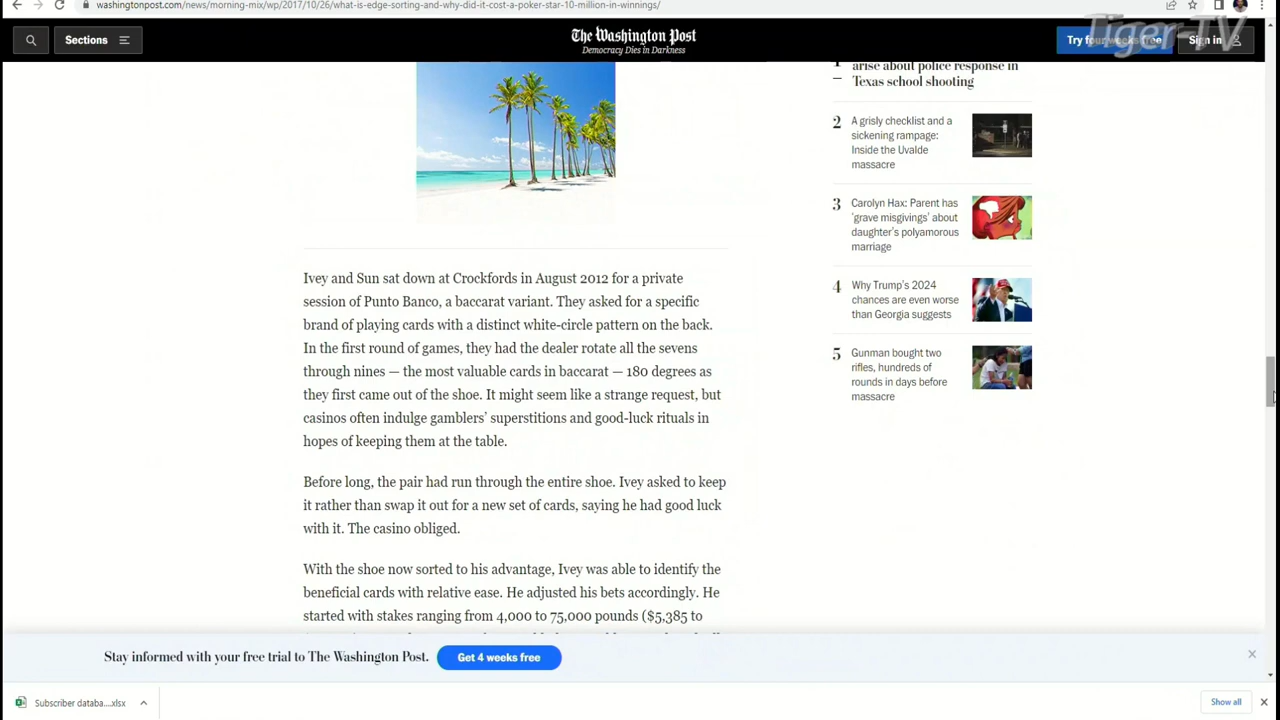 washingtonpost.com/news/morning-mix/wp/2017/10/26/what-is-edge-sorting-and-why-did-it-cost-a-poker-star-10-million-in-winnings/
Sections
The Washington Post
Democracy Dies in Darkness
Try four weeks free
Sign in
Tiger-TV
arise about police response in
Texas school shooting
2
A grisly checklist and a
sickening rampage:
Inside the Uvalde
massacre
3
Carolyn Hax: Parent has
‘grave misgivings’ about
daughter’s polyamorous
marriage
4
Why Trump’s 2024
chances are even worse
than Georgia suggests
5
Gunman bought two
rifles, hundreds of
rounds in days before
massacre
Ivey and Sun sat down at Crockfords in August 2012 for a private
session of Punto Banco, a baccarat variant. They asked for a specific
brand of playing cards with a distinct white-circle pattern on the back.
In the first round of games, they had the dealer rotate all the sevens
through nines — the most valuable cards in baccarat — 180 degrees as
they first came out of the shoe. It might seem like a strange request, but
casinos often indulge gamblers’ superstitions and good-luck rituals in
hopes of keeping them at the table.
Before long, the pair had run through the entire shoe. Ivey asked to keep
it rather than swap it out for a new set of cards, saying he had good luck
with it. The casino obliged.
With the shoe now sorted to his advantage, Ivey was able to identify the
beneficial cards with relative ease. He adjusted his bets accordingly. He
started with stakes ranging from 4,000 to 75,000 pounds ($5,385 to
Stay informed with your free trial to The Washington Post.
Get 4 weeks free
Subscriber databa....xlsx
Show all